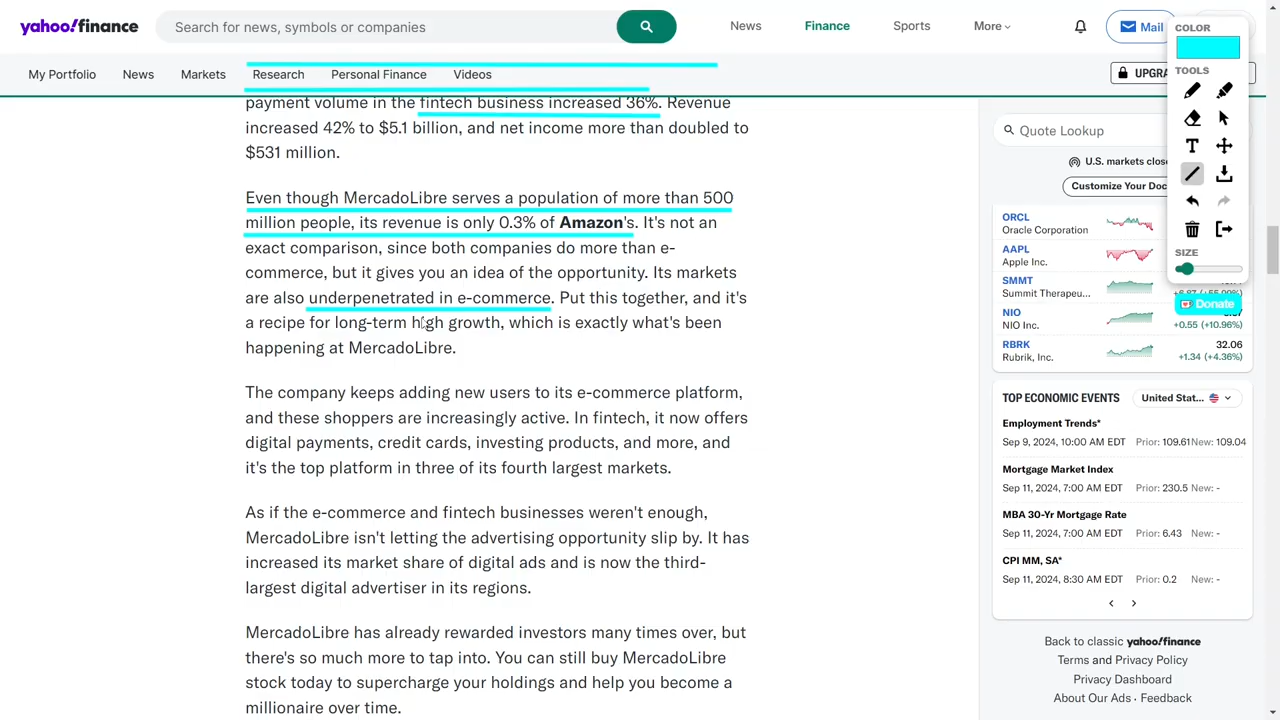 yahoo!finance
Search for news, symbols or companies
News
Finance
Sports
More
Mail
My Portfolio
News
Markets
Research
Personal Finance
Videos
UPGRA
COLOR
TOOLS
SIZE
Donate
payment volume in the fintech business increased 36%. Revenue
increased 42% to $5.1 billion, and net income more than doubled to
$531 million.
Even though MercadoLibre serves a population of more than 500
million people, its revenue is only 0.3% of Amazon's. It's not an
exact comparison, since both companies do more than e-
commerce, but it gives you an idea of the opportunity. Its markets
are also underpenetrated in e-commerce. Put this together, and it's
a recipe for long-term high growth, which is exactly what's been
happening at MercadoLibre.
The company keeps adding new users to its e-commerce platform,
and these shoppers are increasingly active. In fintech, it now offers
digital payments, credit cards, investing products, and more, and
it's the top platform in three of its fourth largest markets.
As if the e-commerce and fintech businesses weren't enough,
MercadoLibre isn't letting the advertising opportunity slip by. It has
increased its market share of digital ads and is now the third-
largest digital advertiser in its regions.
MercadoLibre has already rewarded investors many times over, but
there's so much more to tap into. You can still buy MercadoLibre
stock today to supercharge your holdings and help you become a
millionaire over time.
Quote Lookup
U.S. markets close
Customize Your Doc
ORCL
Oracle Corporation
AAPL
Apple Inc.
SMMT
Summit Therapeu...
NIO
NIO Inc.
+0.55 (+10.96%)
RBRK
32.06
Rubrik, Inc.
+1.34 (+4.36%)
TOP ECONOMIC EVENTS
United Stat...
Employment Trends*
Sep 9, 2024, 10:00 AM EDT Prior: 109.61 New: 109.04
Mortgage Market Index
Sep 11, 2024, 7:00 AM EDT Prior: 230.5 New: -
MBA 30-Yr Mortgage Rate
Sep 11, 2024, 7:00 AM EDT Prior: 6.43 New: -
CPI MM, SA*
Sep 11, 2024, 8:30 AM EDT Prior: 0.2 New: -
Back to classic yahoo!finance
Terms and Privacy Policy
Privacy Dashboard
About Our Ads · Feedback